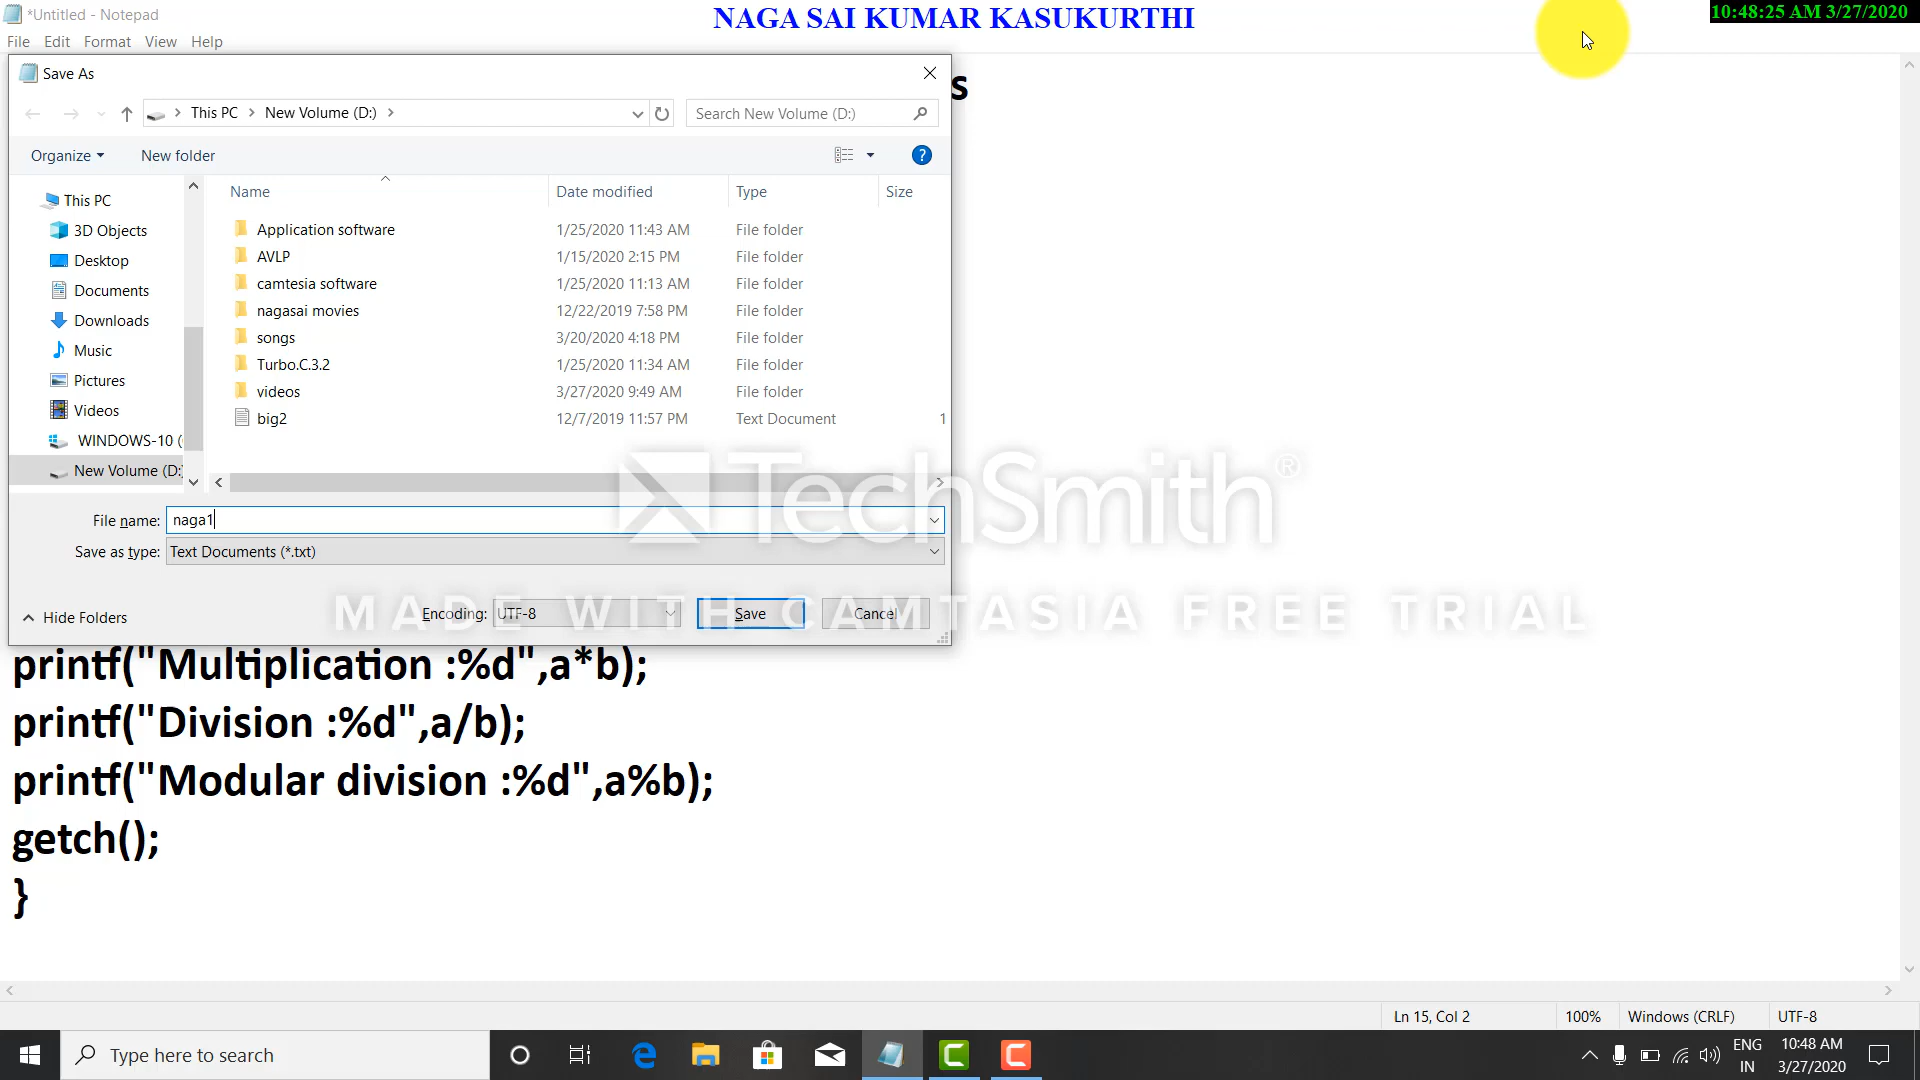 *Untitled - Notepad
NAGA SAI KUMAR KASUKURTHI
10:48:25 AM 3/27/2020
File Edit Format View Help
Save As
s
This PC > New Volume (D:) >
Search New Volume (D:)
Organize
New folder
Name
Date modified
Type
Size
This PC
3D Objects
Desktop
Documents
Downloads
Music
Pictures
Videos
WINDOWS-10 (
New Volume (D:
Application software 1/25/2020 11:43 AM File folder
AVLP 1/15/2020 2:15 PM File folder
camtesia software 1/25/2020 11:13 AM File folder
nagasai movies 12/22/2019 7:58 PM File folder
songs 3/20/2020 4:18 PM File folder
Turbo.C.3.2 1/25/2020 11:34 AM File folder
videos 3/27/2020 9:49 AM File folder
big2 12/7/2019 11:57 PM Text Document 1
TechSmith®
File name: naga1
Save as type: Text Documents (*.txt)
Hide Folders
Encoding: UTF-8
Save
Cancel
MADE WITH CAMTASIA FREE TRIAL
printf("Multiplication :%d",a*b);
printf("Division :%d",a/b);
printf("Modular division :%d",a%b);
getch();
}
Ln 15, Col 2
100%
Windows (CRLF)
UTF-8
Type here to search
ENG
IN
10:48 AM
3/27/2020